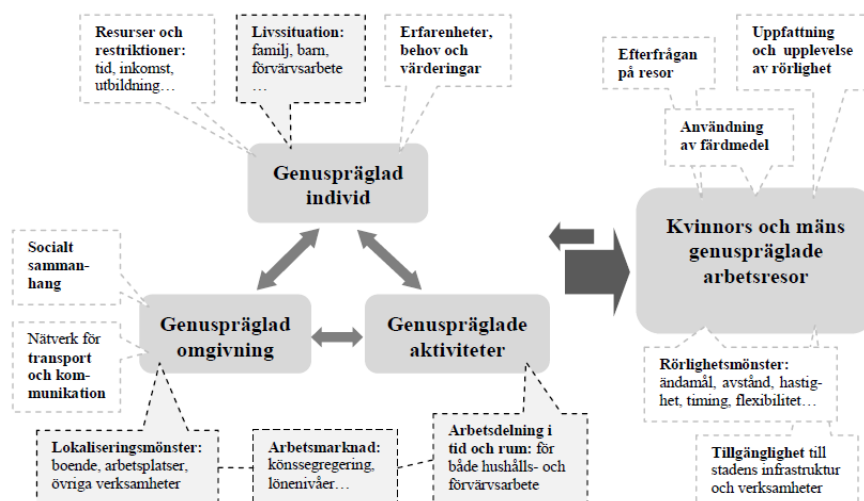 Resurser och
restriktioner:
tid, inkomst,
utbildning…
Livssituation:
familj, barn,
förvärvsarbete
…
Erfarenheter,
behov och
värderingar
Efterfrågan
på resor
Uppfattning
och upplevelse
av rörlighet
Användning
av färdmedel
Genuspräglad
individ
Kvinnors och mäns
genuspräglade
arbetsresor
Socialt
samman-
hang
Genuspräglad
omgivning
Genuspräglade
aktiviteter
Nätverk för
transport
och kom-
munikation
Rörlighetsmönster:
ändamål, avstånd, hastig-
het, timing, flexibilitet…
Lokaliseringsmönster:
boende, arbetsplatser,
övriga verksamheter
Arbetsmarknad:
könssegregering,
lönenivåer…
Arbetsdelning i
tid och rum: för
både hushålls- och
förvärvsarbete
Tillgänglighet till
stadens infrastruktur
och verksamheter